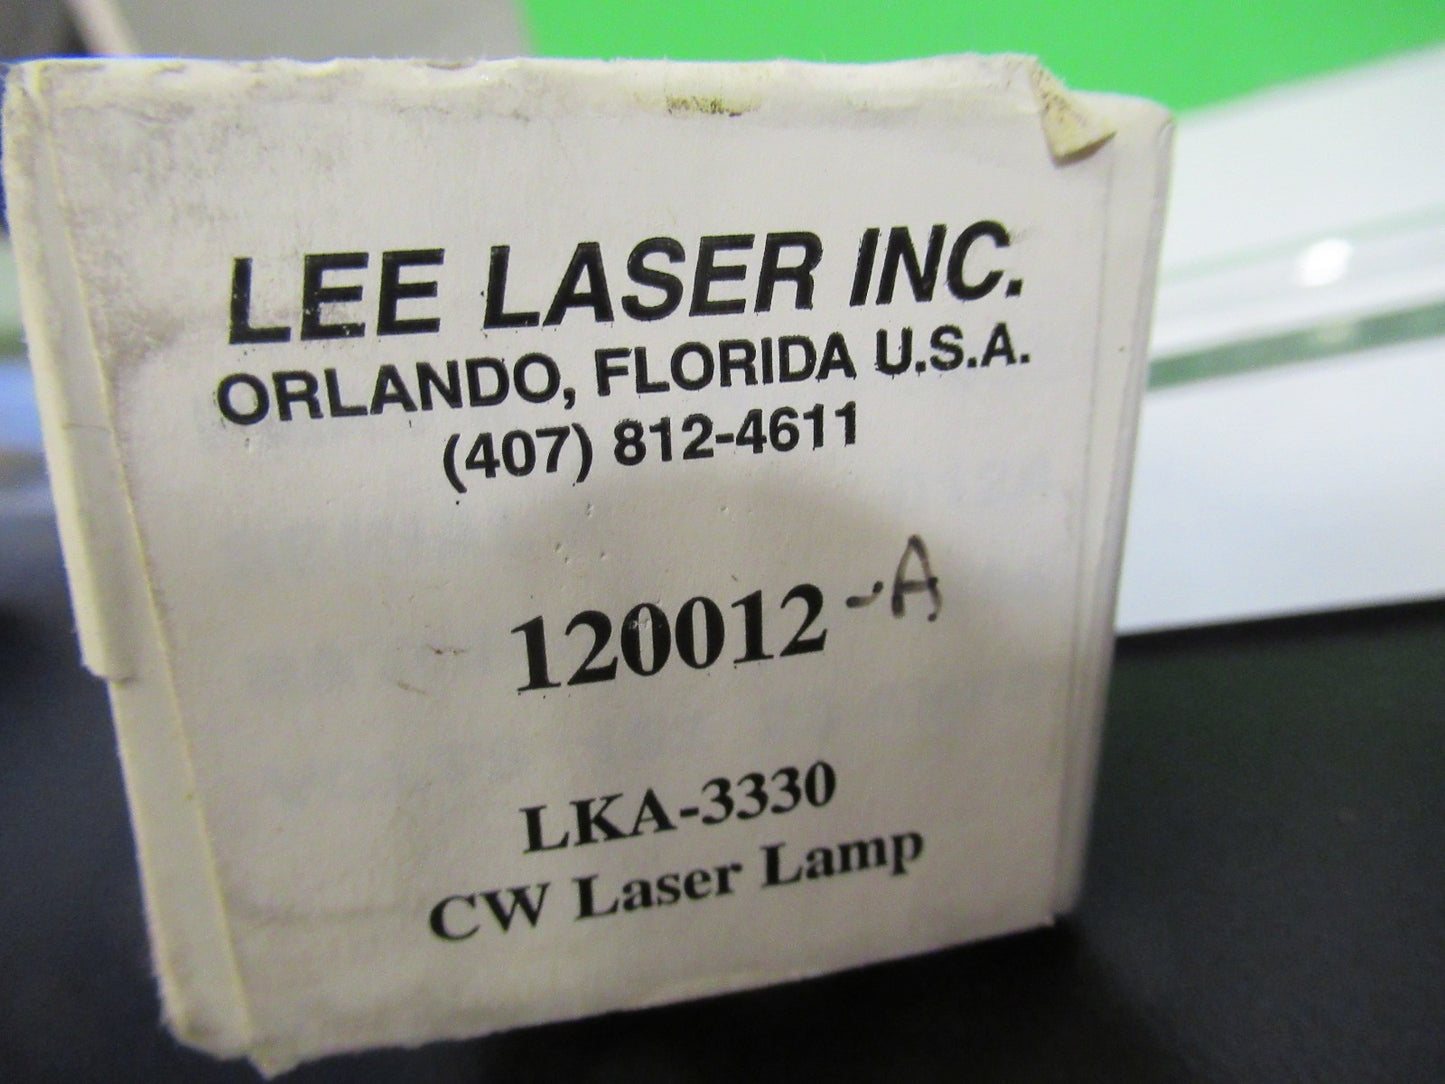 LEE LASER INC.
ORLANDO, FLORIDA U.S.A.
(407) 812-4611
120012-A
LKA-3330
CW Laser Lamp